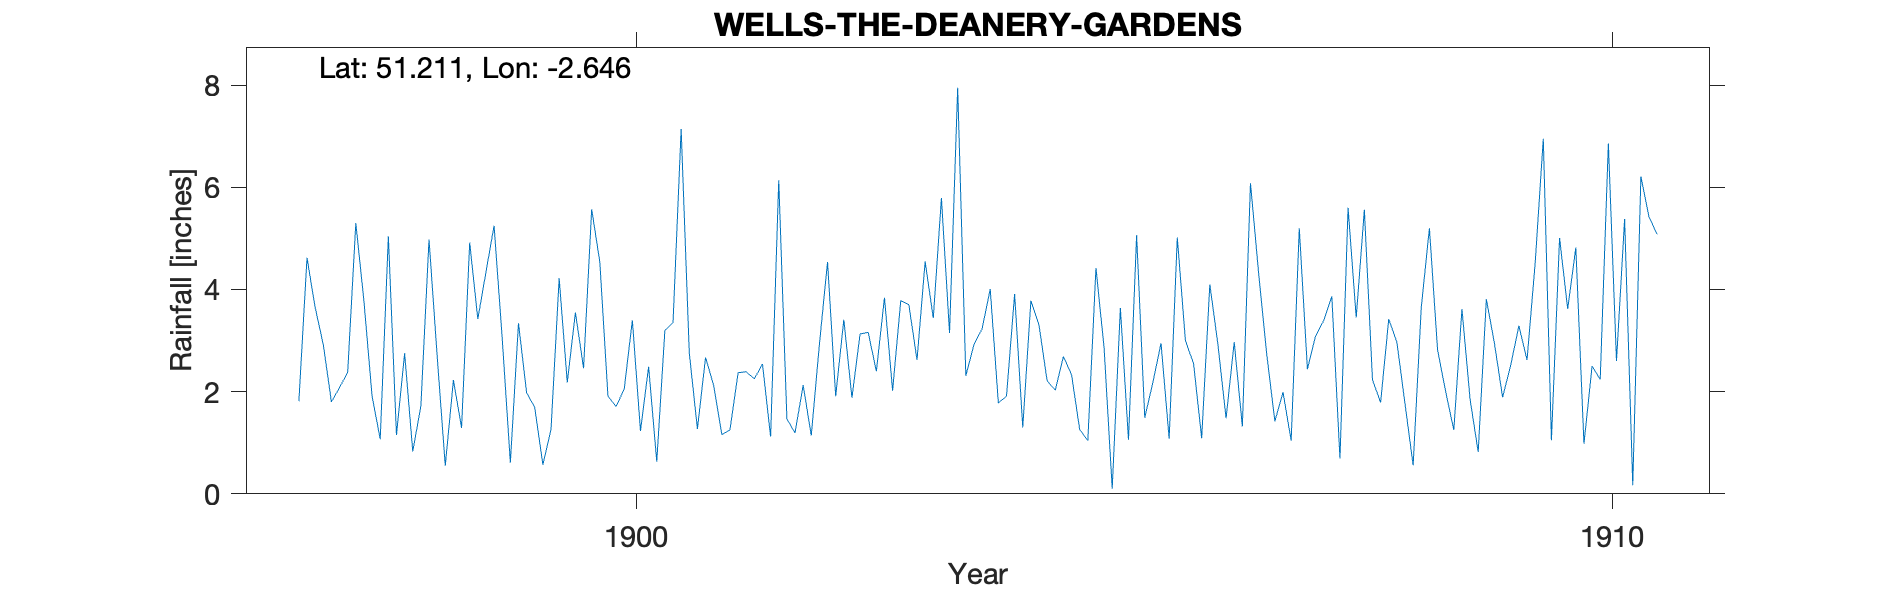 WELLS-THE-DEANERY-GARDENS
Lat: 51.211, Lon: -2.646
8
6
4
2
0
Rainfall [inches]
1900
1910
Year